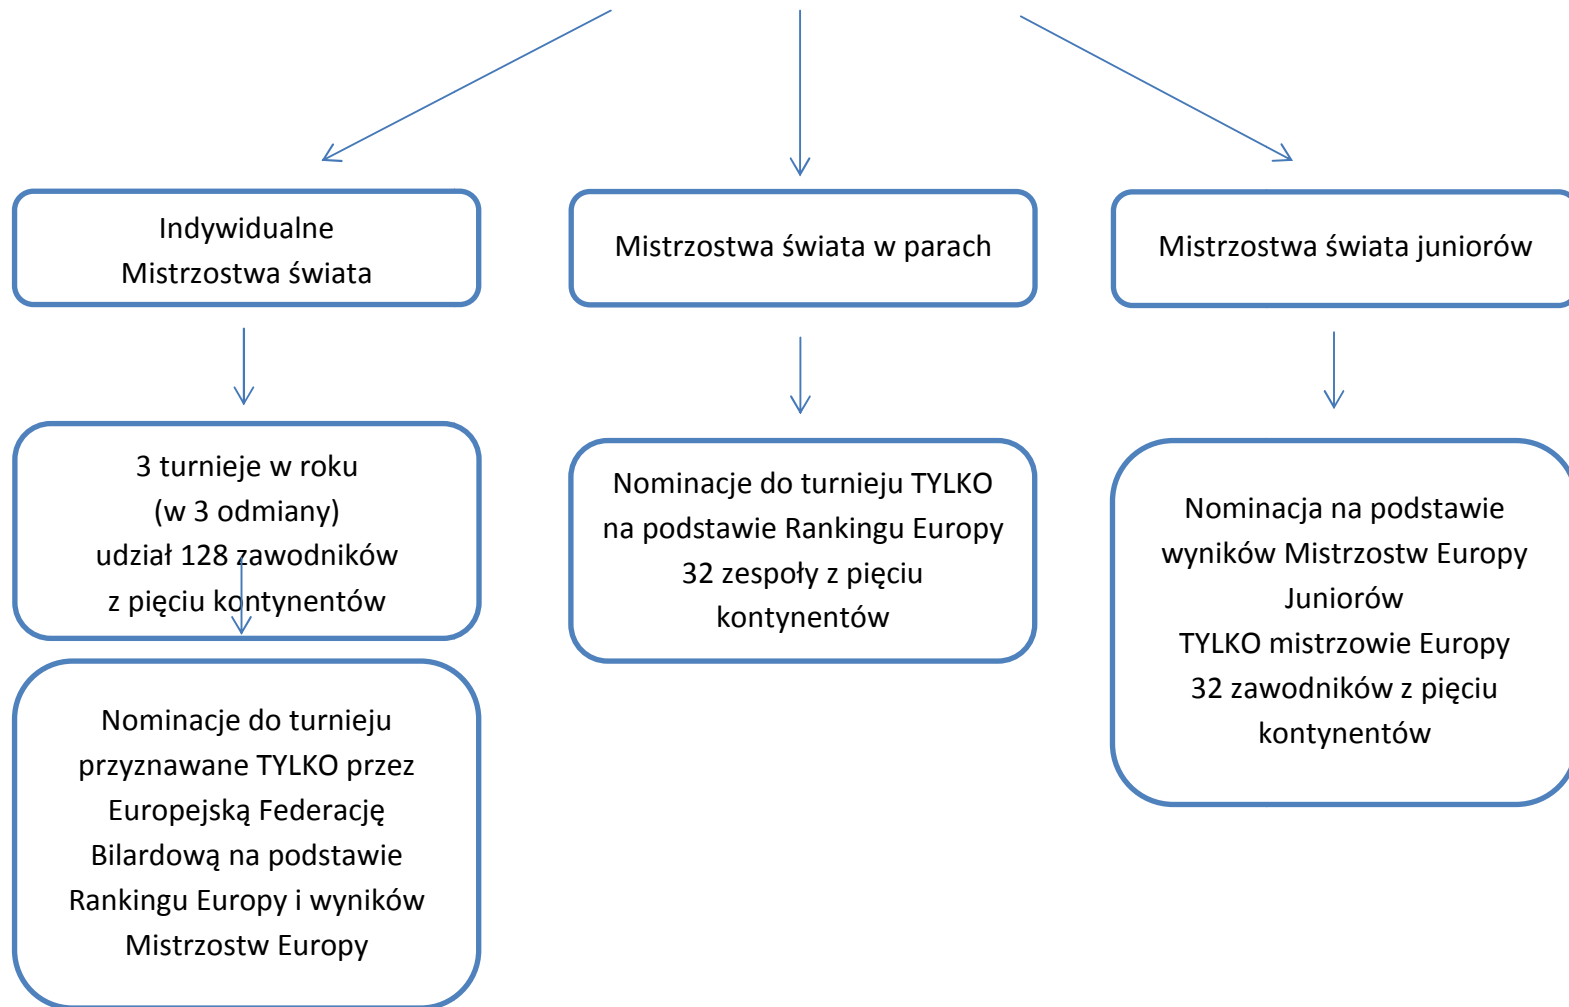 Indywidualne
Mistrzostwa świata
Mistrzostwa świata w parach
Mistrzostwa świata juniorów
3 turnieje w roku
(w 3 odmiany)
udział 128 zawodników
z pięciu kontynentów
Nominacje do turnieju TYLKO
na podstawie Rankingu Europy
32 zespoły z pięciu
kontynentów
Nominacja na podstawie
wyników Mistrzostw Europy
Juniorów
TYLKO mistrzowie Europy
32 zawodników z pięciu
kontynentów
Nominacje do turnieju
przyznawane TYLKO przez
Europejską Federację
Bilardową na podstawie
Rankingu Europy i wyników
Mistrzostw Europy